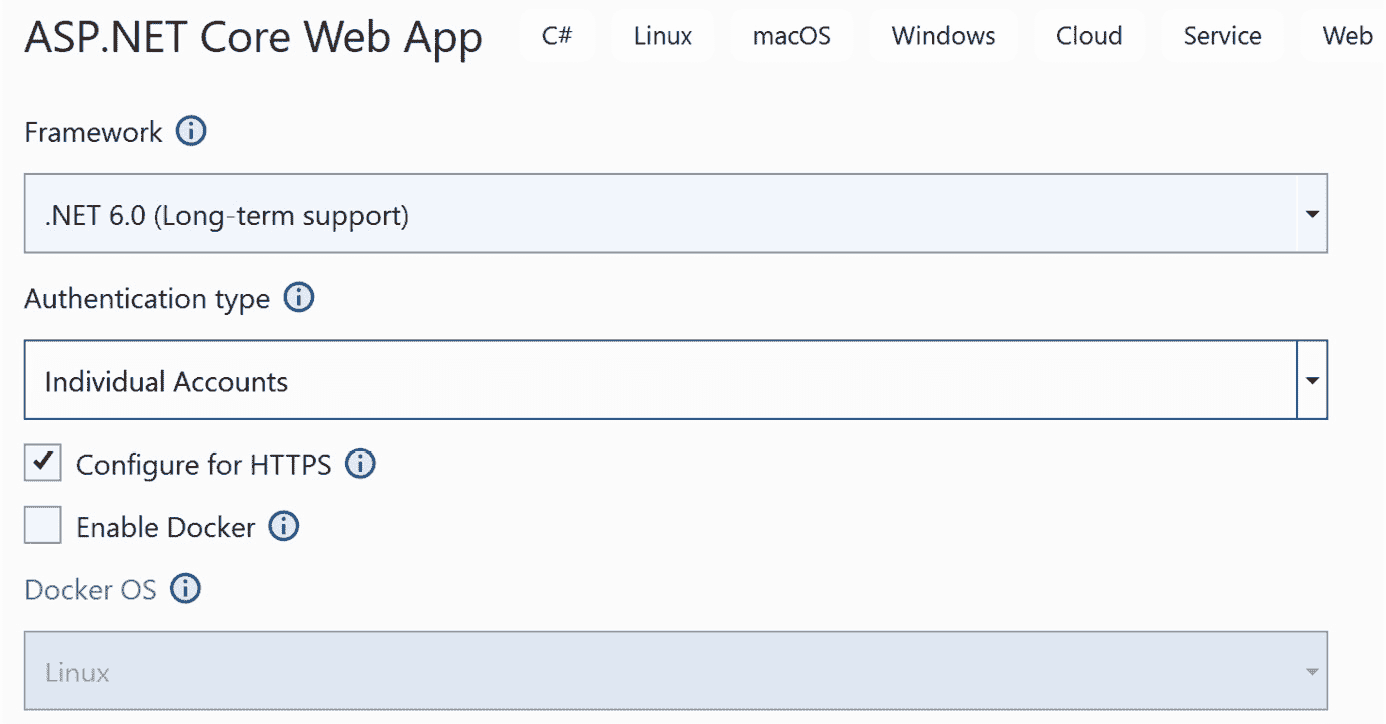 ASP.NET Core Web App C# Linux macOS Windows Cloud Service Web
Framework
.NET 6.0 (Long-term support)
Authentication type
Individual Accounts
Configure for HTTPS
Enable Docker
Docker OS
Linux